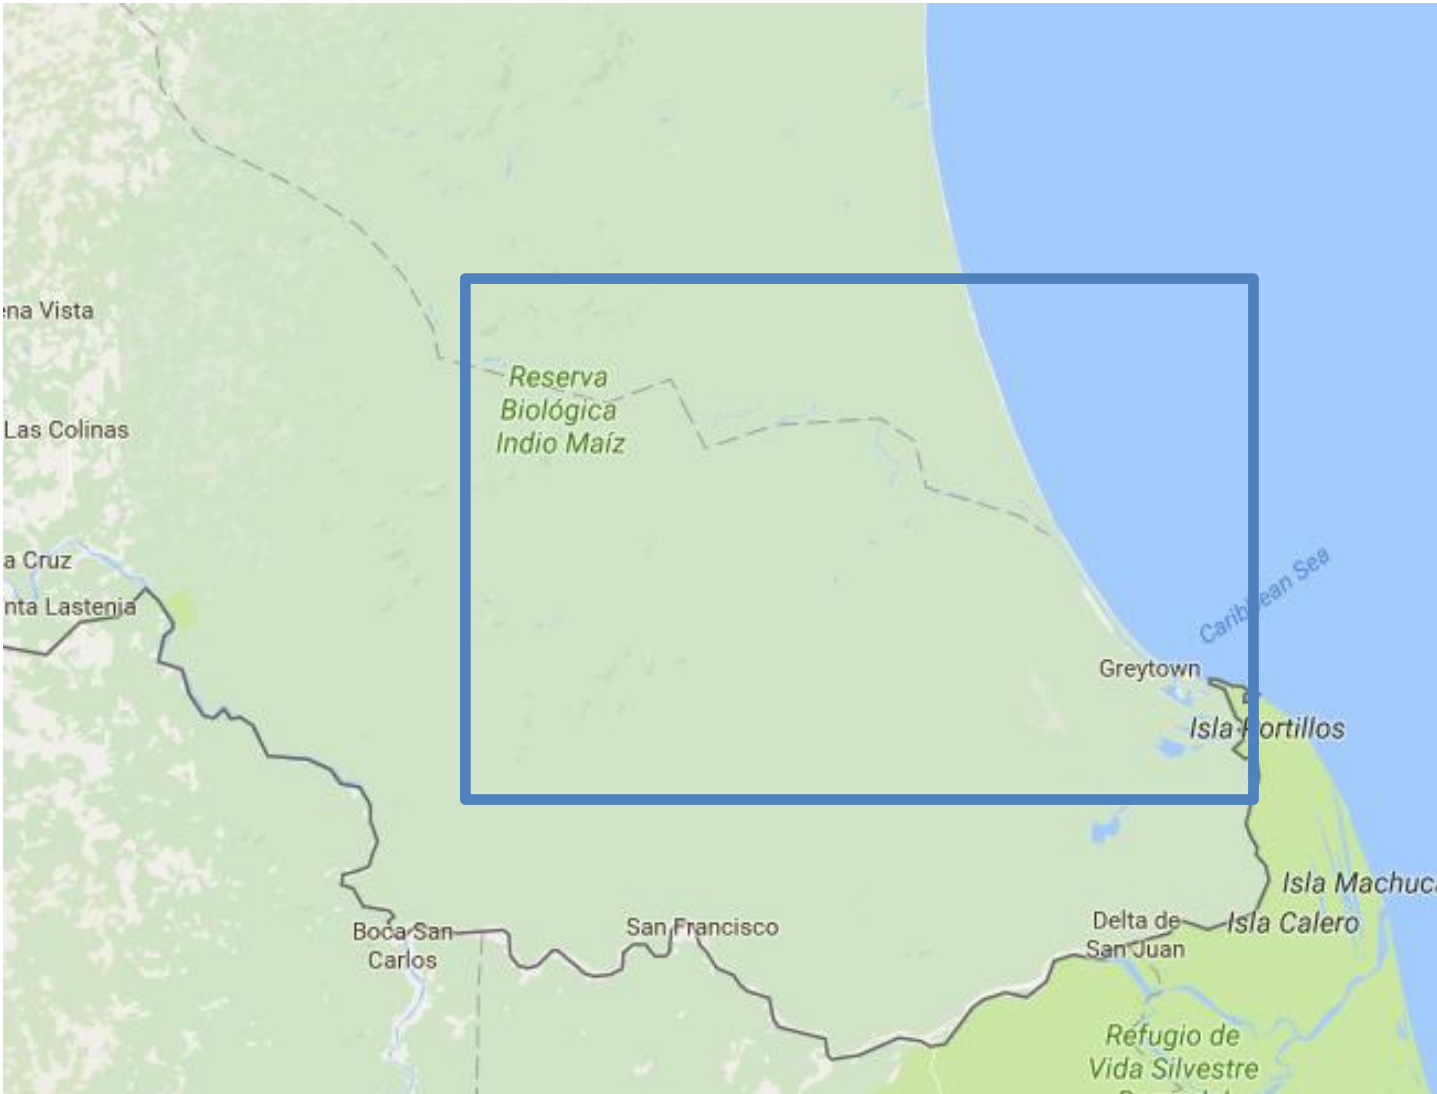 ena Vista
Reserva
Biológica
Indio Maíz
Las Colinas
a Cruz
Caribbean Sea
nta Lastenia
Greytown
Isla Portillos
Isla Machuca
Isla Calero
Delta de
San Juan
San Francisco
Boca San
Carlos
Refugio de
Vida Silvestre